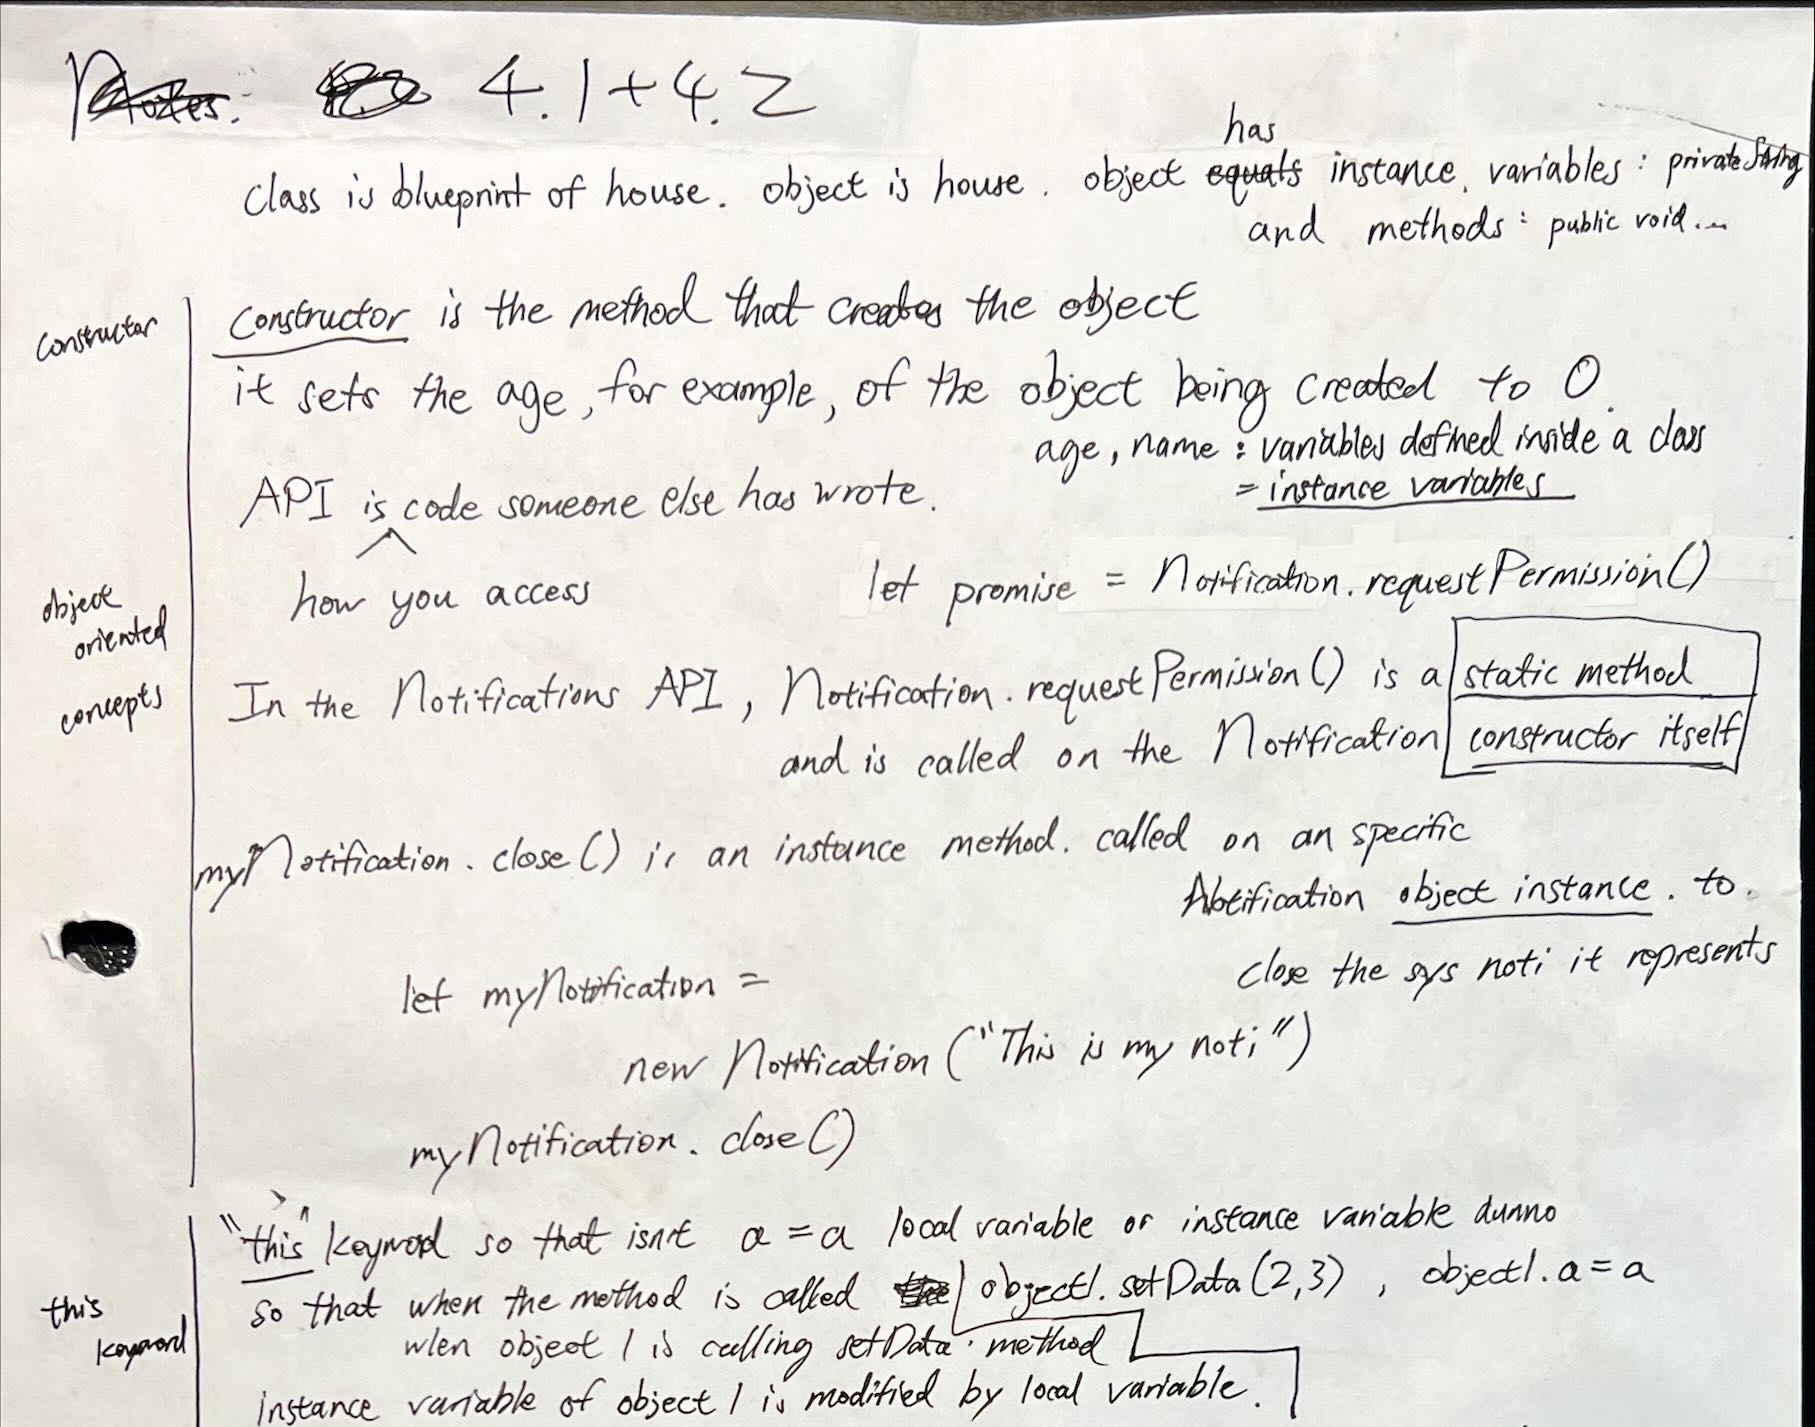 Notes: 4.1+4.2
class is blueprint of house. object is house. object equals has instance variables : private String
and methods : public void...
constructor
Constructor is the method that creates the object
it sets the age, for example, of the object being created to 0.
age, name : variables defined inside a class
= instance variables
API is code someone else has wrote.
how you access
let promise = Notification.requestPermission()
object
oriented
concepts
In the Notifications API, Notification.requestPermission() is a static method
and is called on the Notification constructor itself
myNotification.close() is an instance method. called on an specific
Notification object instance. to
close the sys noti it represents
let myNotification =
new Notification("This is my noti")
myNotification.close()
this
keyword
"this" keyword so that isn't a = a local variable or instance variable dunno
so that when the method is called object1.setData(2,3), object1.a = a
when object 1 is calling setData method
instance variable of object 1 is modified by local variable.